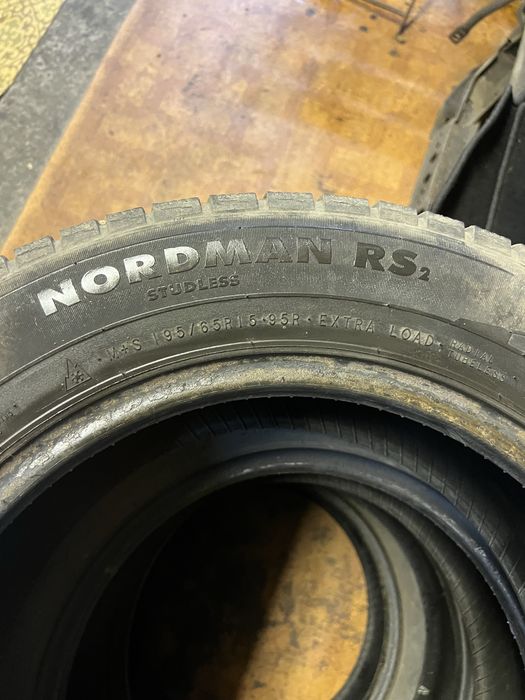 NORDMAN RS2
STUDLESS
M+S 195/65R15 • 95R • EXTRA LOAD • RADIAL
TUBELESS